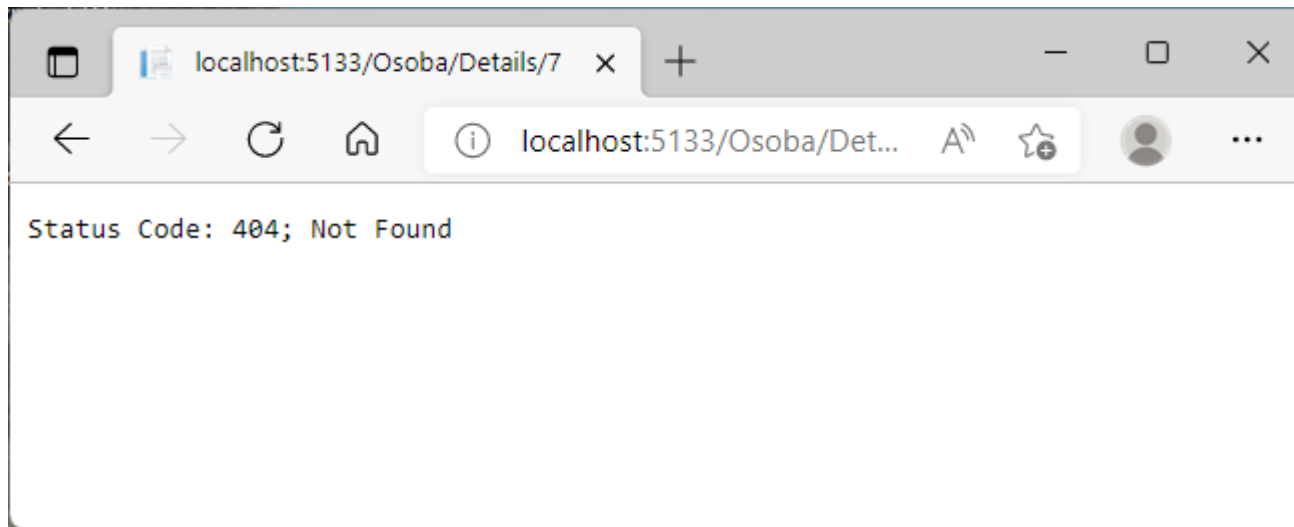 localhost:5133/Osoba/Details/7
localhost:5133/Osoba/Det...
Status Code: 404; Not Found